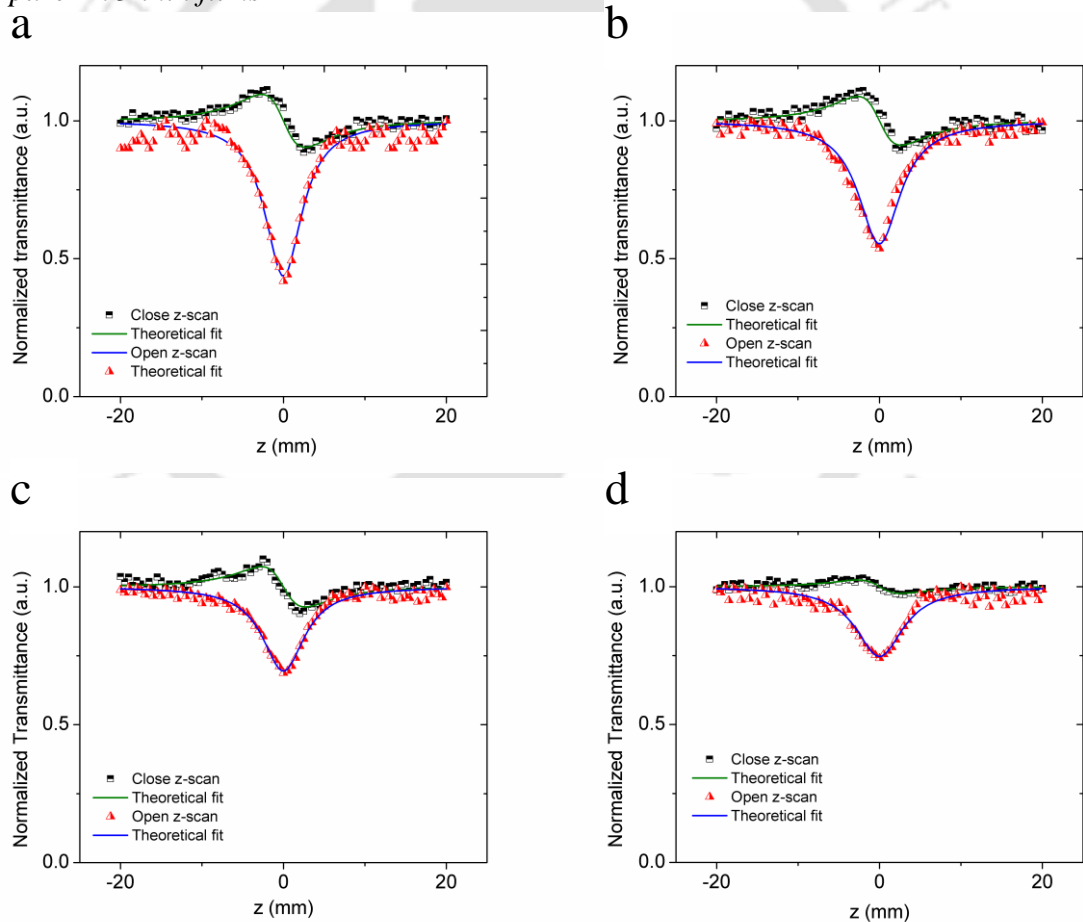 a
b
Normalized transmittance (a.u.)
1.0
0.5
0.0
-20
0
20
z (mm)
Close z-scan
Theoretical fit
Open z-scan
Theoretical fit
Normalized transmittance (a.u.)
1.0
0.5
0.0
-20
0
20
z (mm)
Close z-scan
Theoretical fit
Open z-scan
Theoretical fit
c
d
Normalized Transmittance (a.u.)
1.0
0.5
0.0
-20
0
20
z (mm)
Close z-scan
Theoretical fit
Open z-scan
Theoretical fit
Normalized Transmittance (a.u.)
1.0
0.5
0.0
-20
0
20
z (mm)
Close z-scan
Theoretical fit
Open z-scan
Theoretical fit